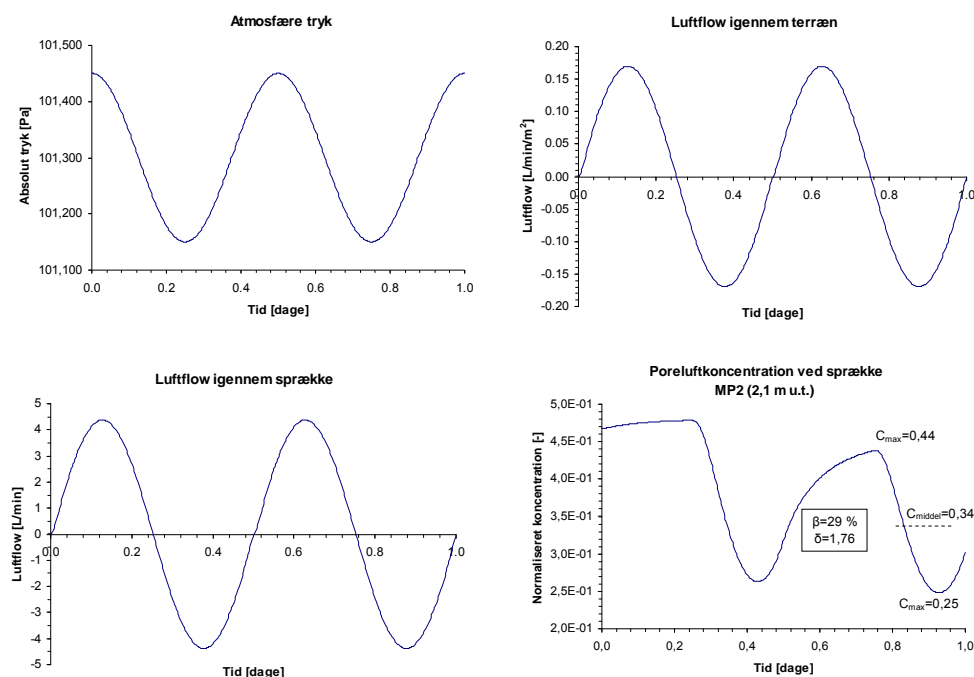 Atmosfære tryk
101,500
101,400
101,300
101,200
101,100
Absolut tryk [Pa]
0.0 0.2 0.4 0.6 0.8 1.0
Tid [dage]
Luftflow igennem terræn
0.20
0.15
0.10
0.05
0.00
-0.05
-0.10
-0.15
-0.20
Luftflow [L/min/m²]
0.0 0.2 0.4 0.6 0.8 1.0
Tid [dage]
Luftflow igennem sprække
5
4
3
2
1
0
-1
-2
-3
-4
-5
Luftflow [L/min]
0.0 0.2 0.4 0.6 0.8 1.0
Tid [dage]
Poreluftkoncentration ved sprække
MP2 (2,1 m u.t.)
5,0E-01
4,5E-01
4,0E-01
3,5E-01
3,0E-01
2,5E-01
2,0E-01
Normaliseret koncentration [-]
Cmax=0,44
Cmiddel=0,34
β=29 %
δ=1,76
Cmax=0,25
0,0 0,2 0,4 0,6 0,8 1,0
Tid [dage]